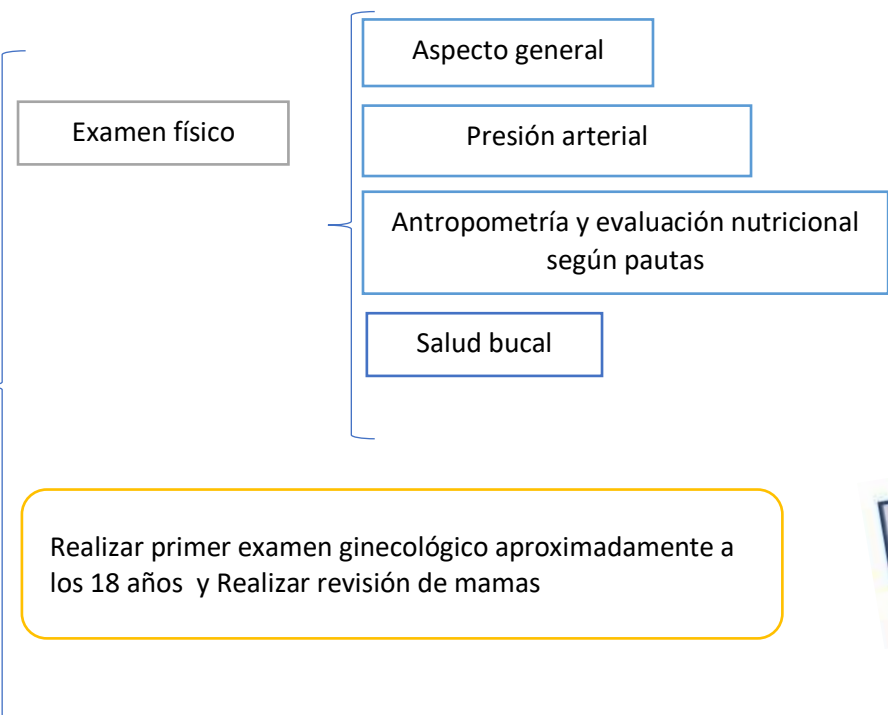 Aspecto general
Examen físico
Presión arterial
Antropometría y evaluación nutricional
según pautas
Salud bucal
Realizar primer examen ginecológico aproximadamente a
los 18 años y Realizar revisión de mamas